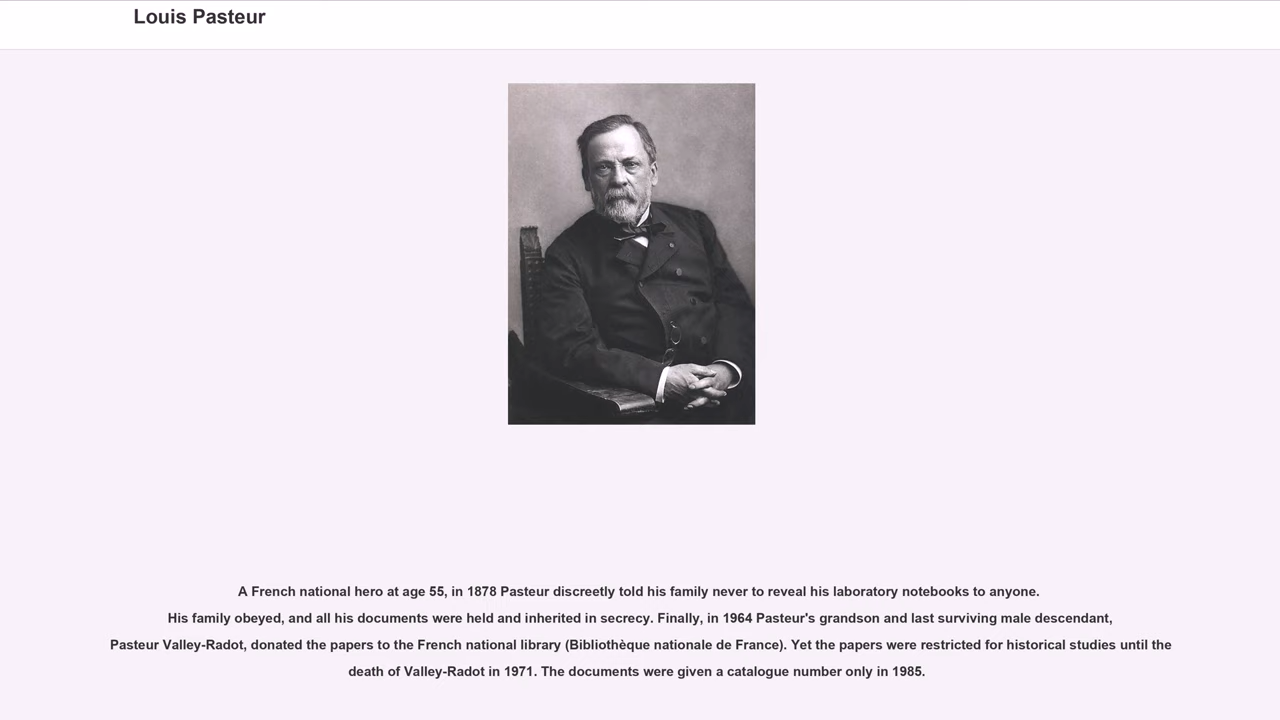 Louis Pasteur
A French national hero at age 55, in 1878 Pasteur discreetly told his family never to reveal his laboratory notebooks to anyone.
His family obeyed, and all his documents were held and inherited in secrecy. Finally, in 1964 Pasteur's grandson and last surviving male descendant,
Pasteur Valley-Radot, donated the papers to the French national library (Bibliothèque nationale de France). Yet the papers were restricted for historical studies until the
death of Valley-Radot in 1971. The documents were given a catalogue number only in 1985.